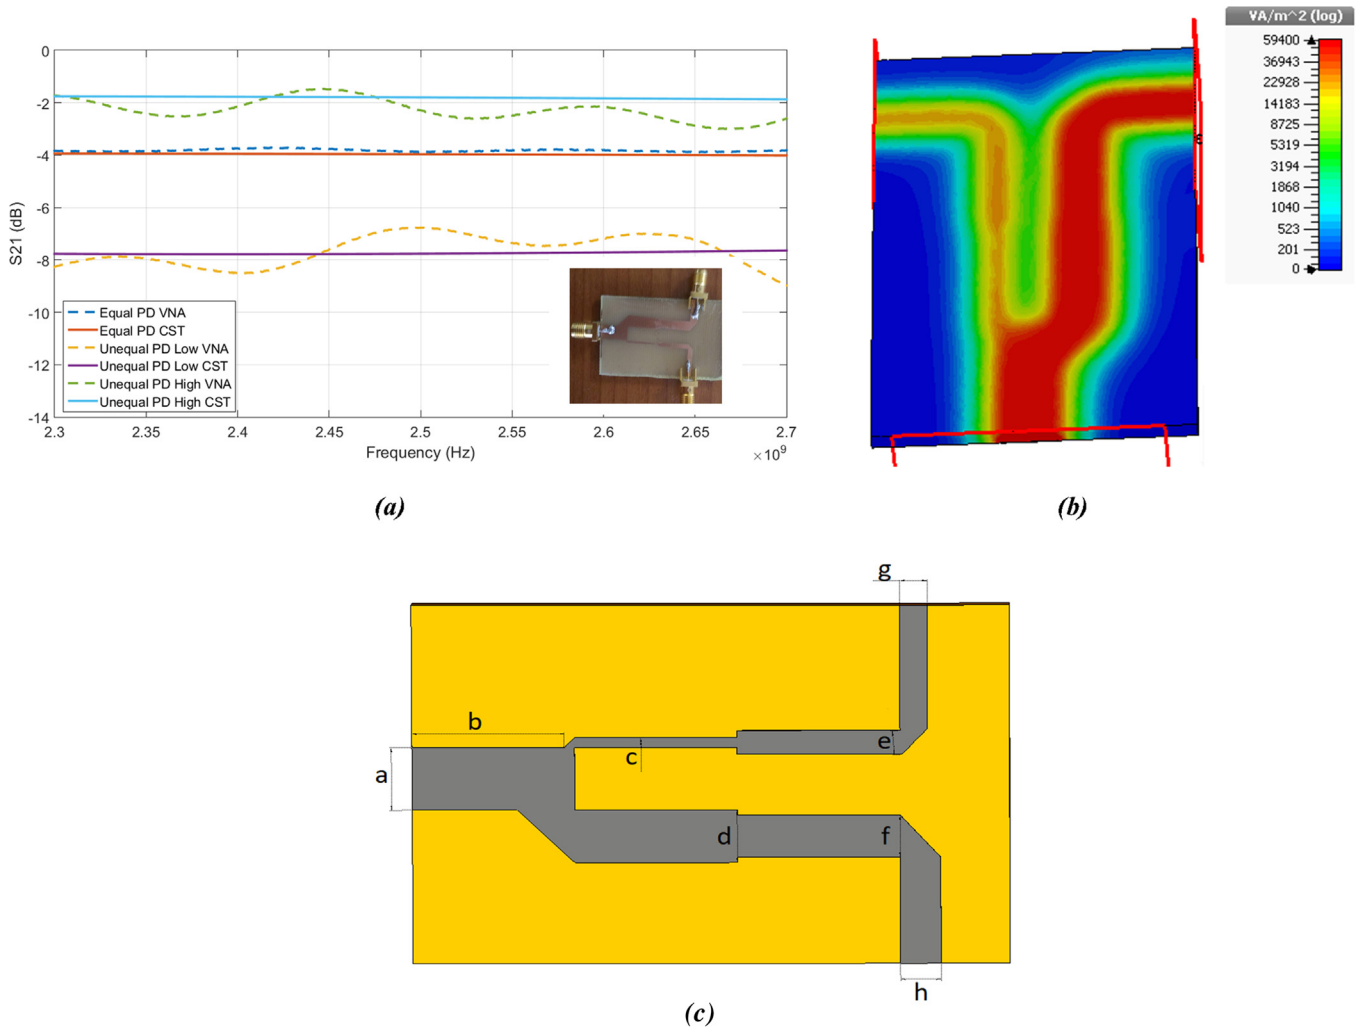 0
-2
-4
-6
-8
-10
-12
-14
S21 (dB)
Equal PD VNA
Equal PD CST
Unequal PD Low VNA
Unequal PD Low CST
Unequal PD High VNA
Unequal PD High CST
2.3 2.35 2.4 2.45 2.5 2.55 2.6 2.65 2.7
Frequency (Hz)
×10^9
(a)
VA/m^2 (log)
59400
36943
22928
14183
8725
5319
3194
1868
1040
523
201
0
(b)
g
b
a
c
e
d
f
h
(c)